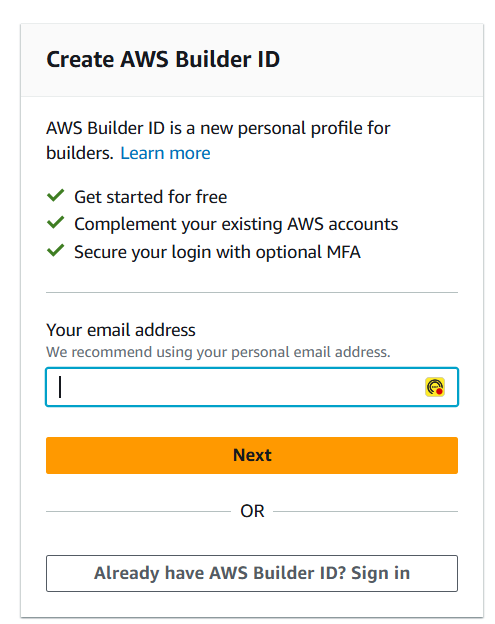 Create AWS Builder ID
AWS Builder ID is a new personal profile for
builders. Learn more
Get started for free
Complement your existing AWS accounts
Secure your login with optional MFA
Your email address
We recommend using your personal email address.
Next
OR
Already have AWS Builder ID? Sign in